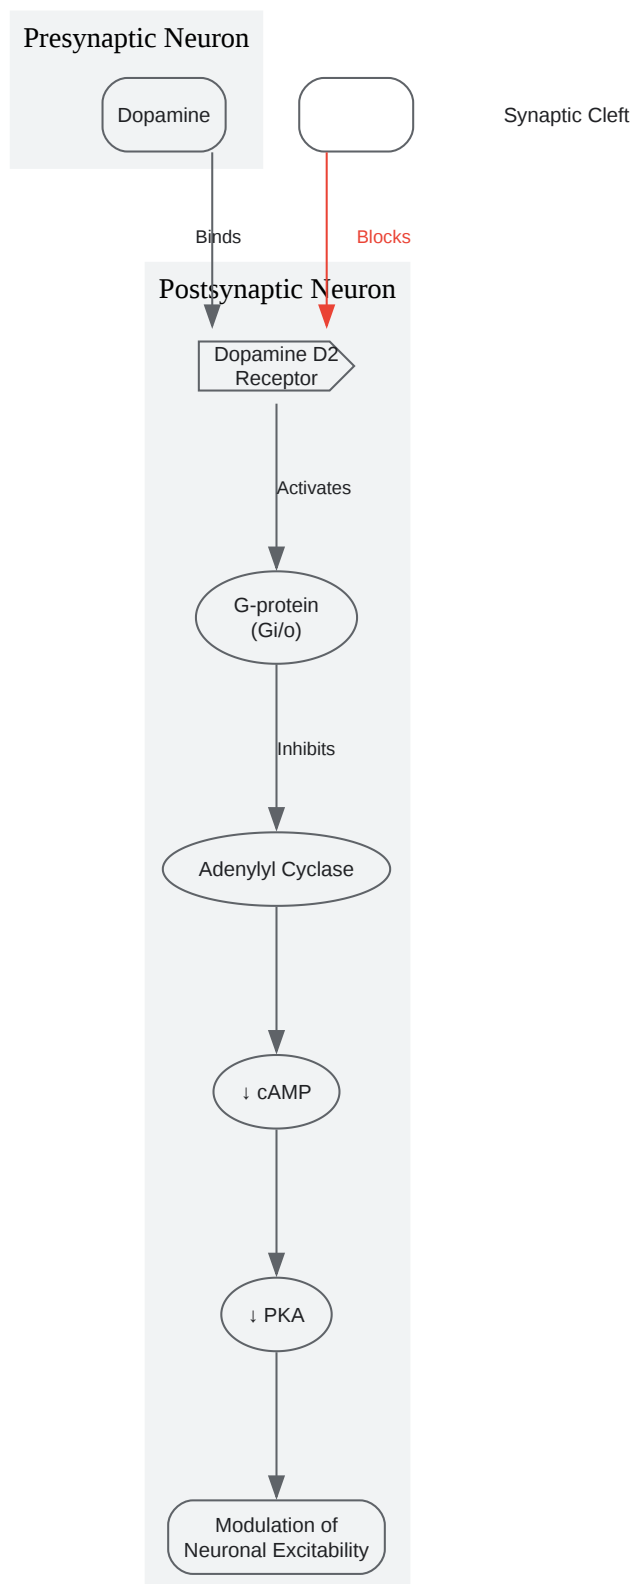 Presynaptic Neuron
Dopamine
Synaptic Cleft
Binds
Blocks
Postsynaptic Neuron
Dopamine D2
Receptor
Activates
G-protein
(Gi/o)
Inhibits
Adenylyl Cyclase
↓ cAMP
↓ PKA
Modulation of
Neuronal Excitability